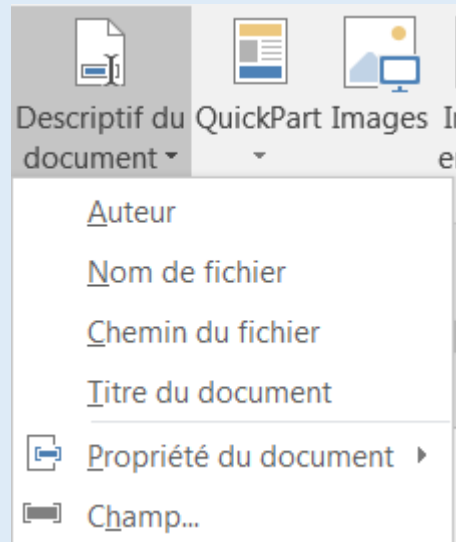 Descriptif du QuickPart Images
document
Auteur
Nom de fichier
Chemin du fichier
Titre du document
Propriété du document
Champ...